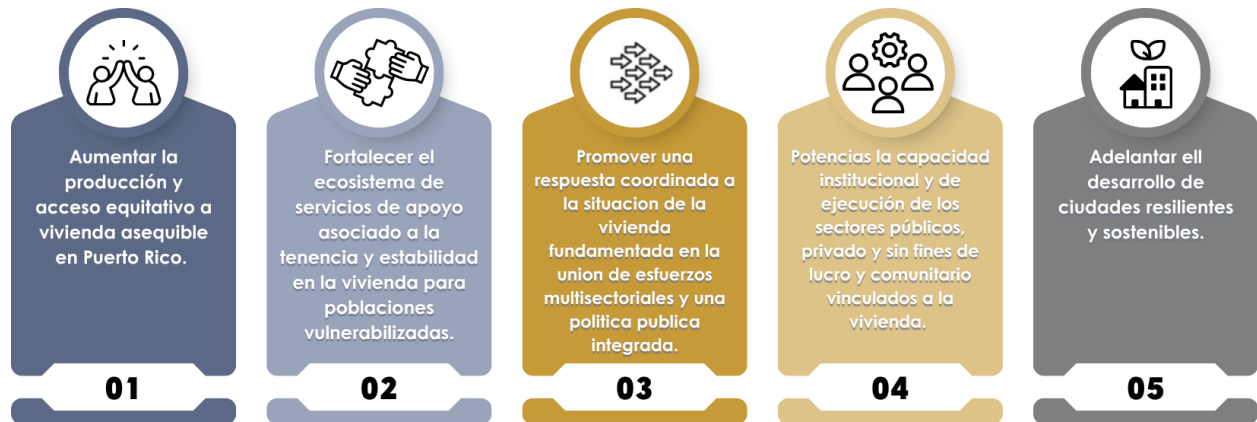 Aumentar la
producción y
acceso equitativo a
vivienda asequible
en Puerto Rico.
01
Fortalecer el
ecosistema de
servicios de apoyo
asociado a la
tenencia y estabilidad
en la vivienda para
poblaciones
vulnerabilizadas.
02
Promover una
respuesta coordinada a
la situacion de la
vivienda
fundamentada en la
union de esfuerzos
multisectoriales y una
politica publica
integrada.
03
Potencias la capacidad
institucional y de
ejecución de los
sectores públicos,
privado y sin fines de
lucro y comunitario
vinculados a la
vivienda.
04
Adelantar ell
desarrollo de
ciudades resilientes
y sostenibles.
05